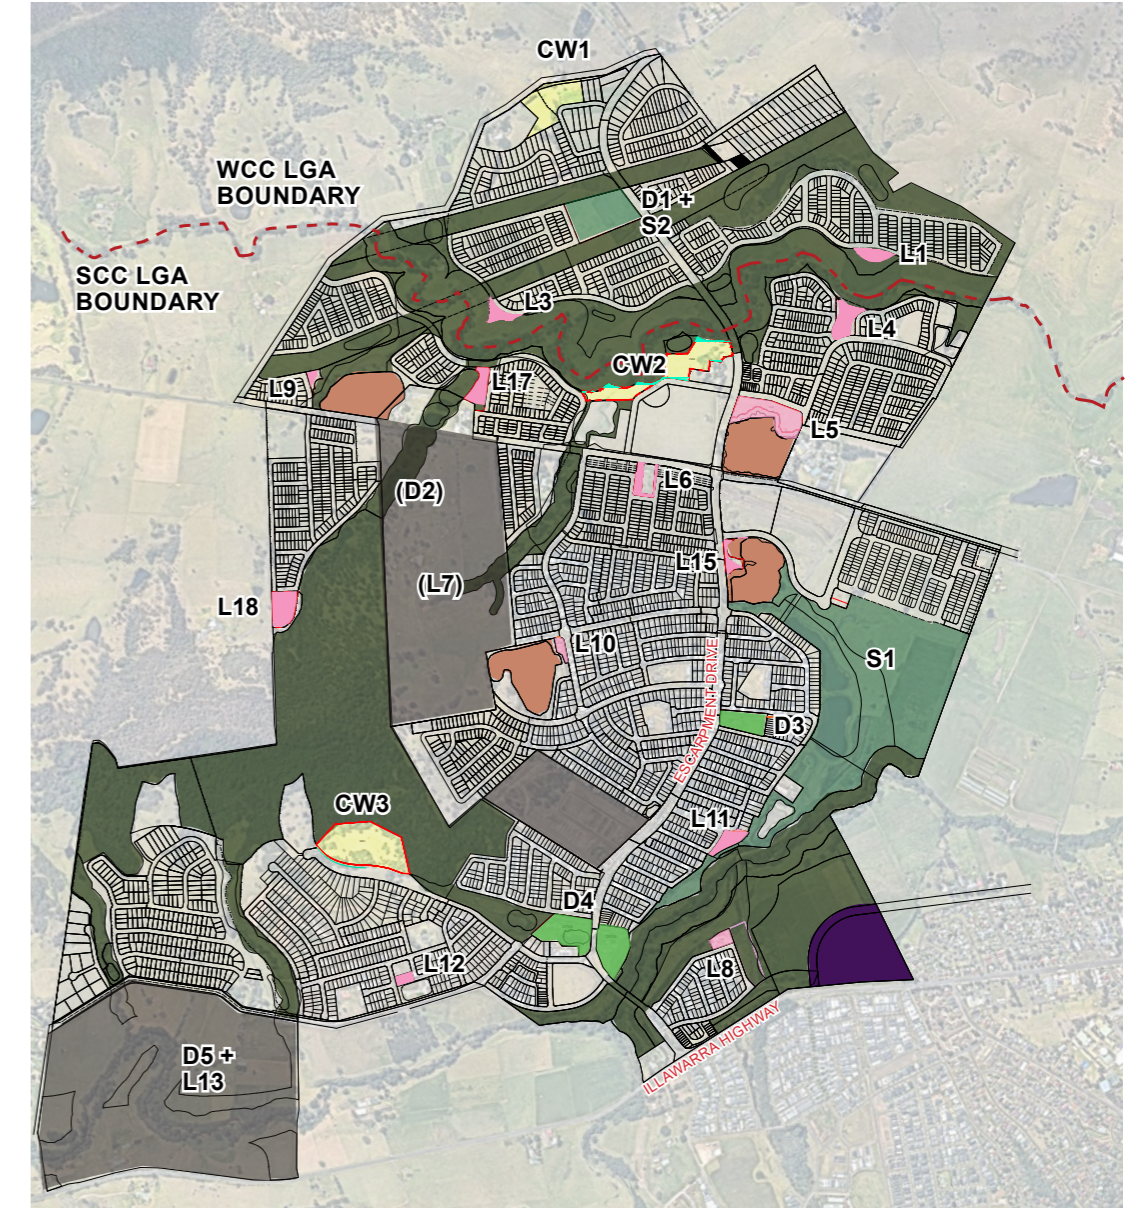 CW1
WCC LGA
BOUNDARY
D1 +
S2
SCC LGA
BOUNDARY
L1
L3
L4
CW2
L9
L17
L5
L6
(D2)
L15
(L7)
L18
L10
S1
ESCARPMENT DRIVE
D3
CW3
L11
D4
L12
L8
ILLAWARRA HIGHWAY
D5 +
L13